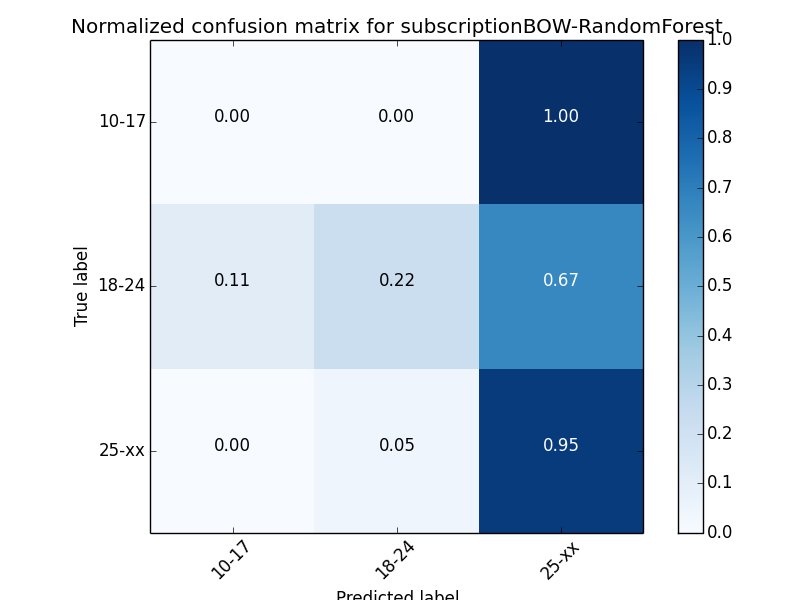 Normalized confusion matrix for subscriptionBOW-RandomForest
10-17 0.00 0.00 1.00
18-24 0.11 0.22 0.67
25-xx 0.00 0.05 0.95
True label
10-17 18-24 25-xx
Predicted label
1.0
0.9
0.8
0.7
0.6
0.5
0.4
0.3
0.2
0.1
0.0